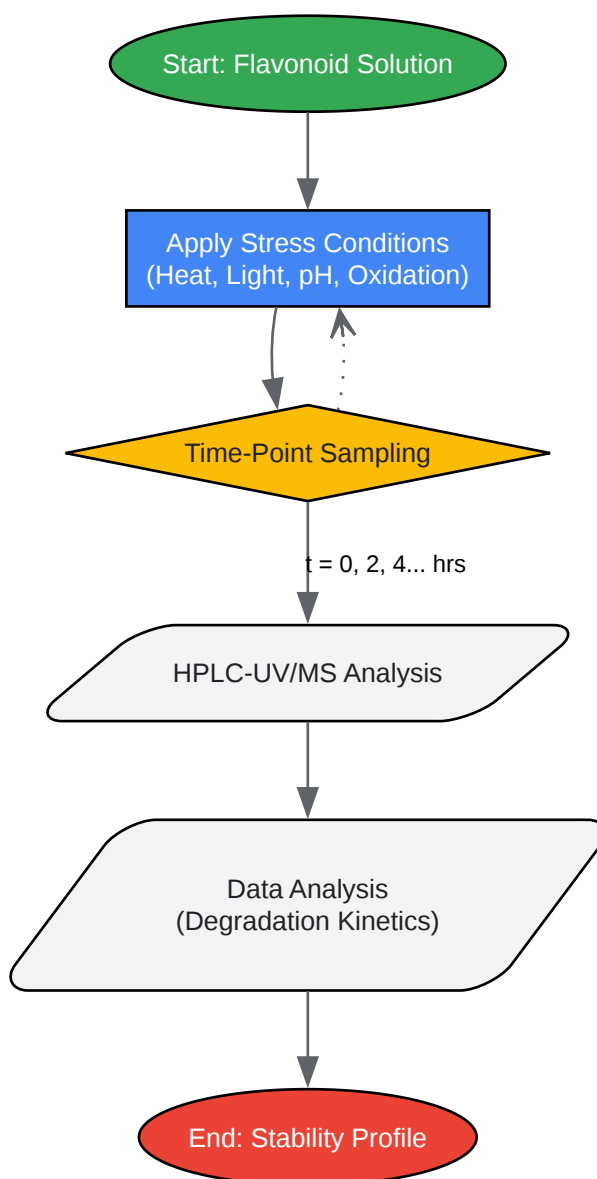 Start: Flavonoid Solution
Apply Stress Conditions
(Heat, Light, pH, Oxidation)
Time-Point Sampling
t = 0, 2, 4... hrs
HPLC-UV/MS Analysis
Data Analysis
(Degradation Kinetics)
End: Stability Profile